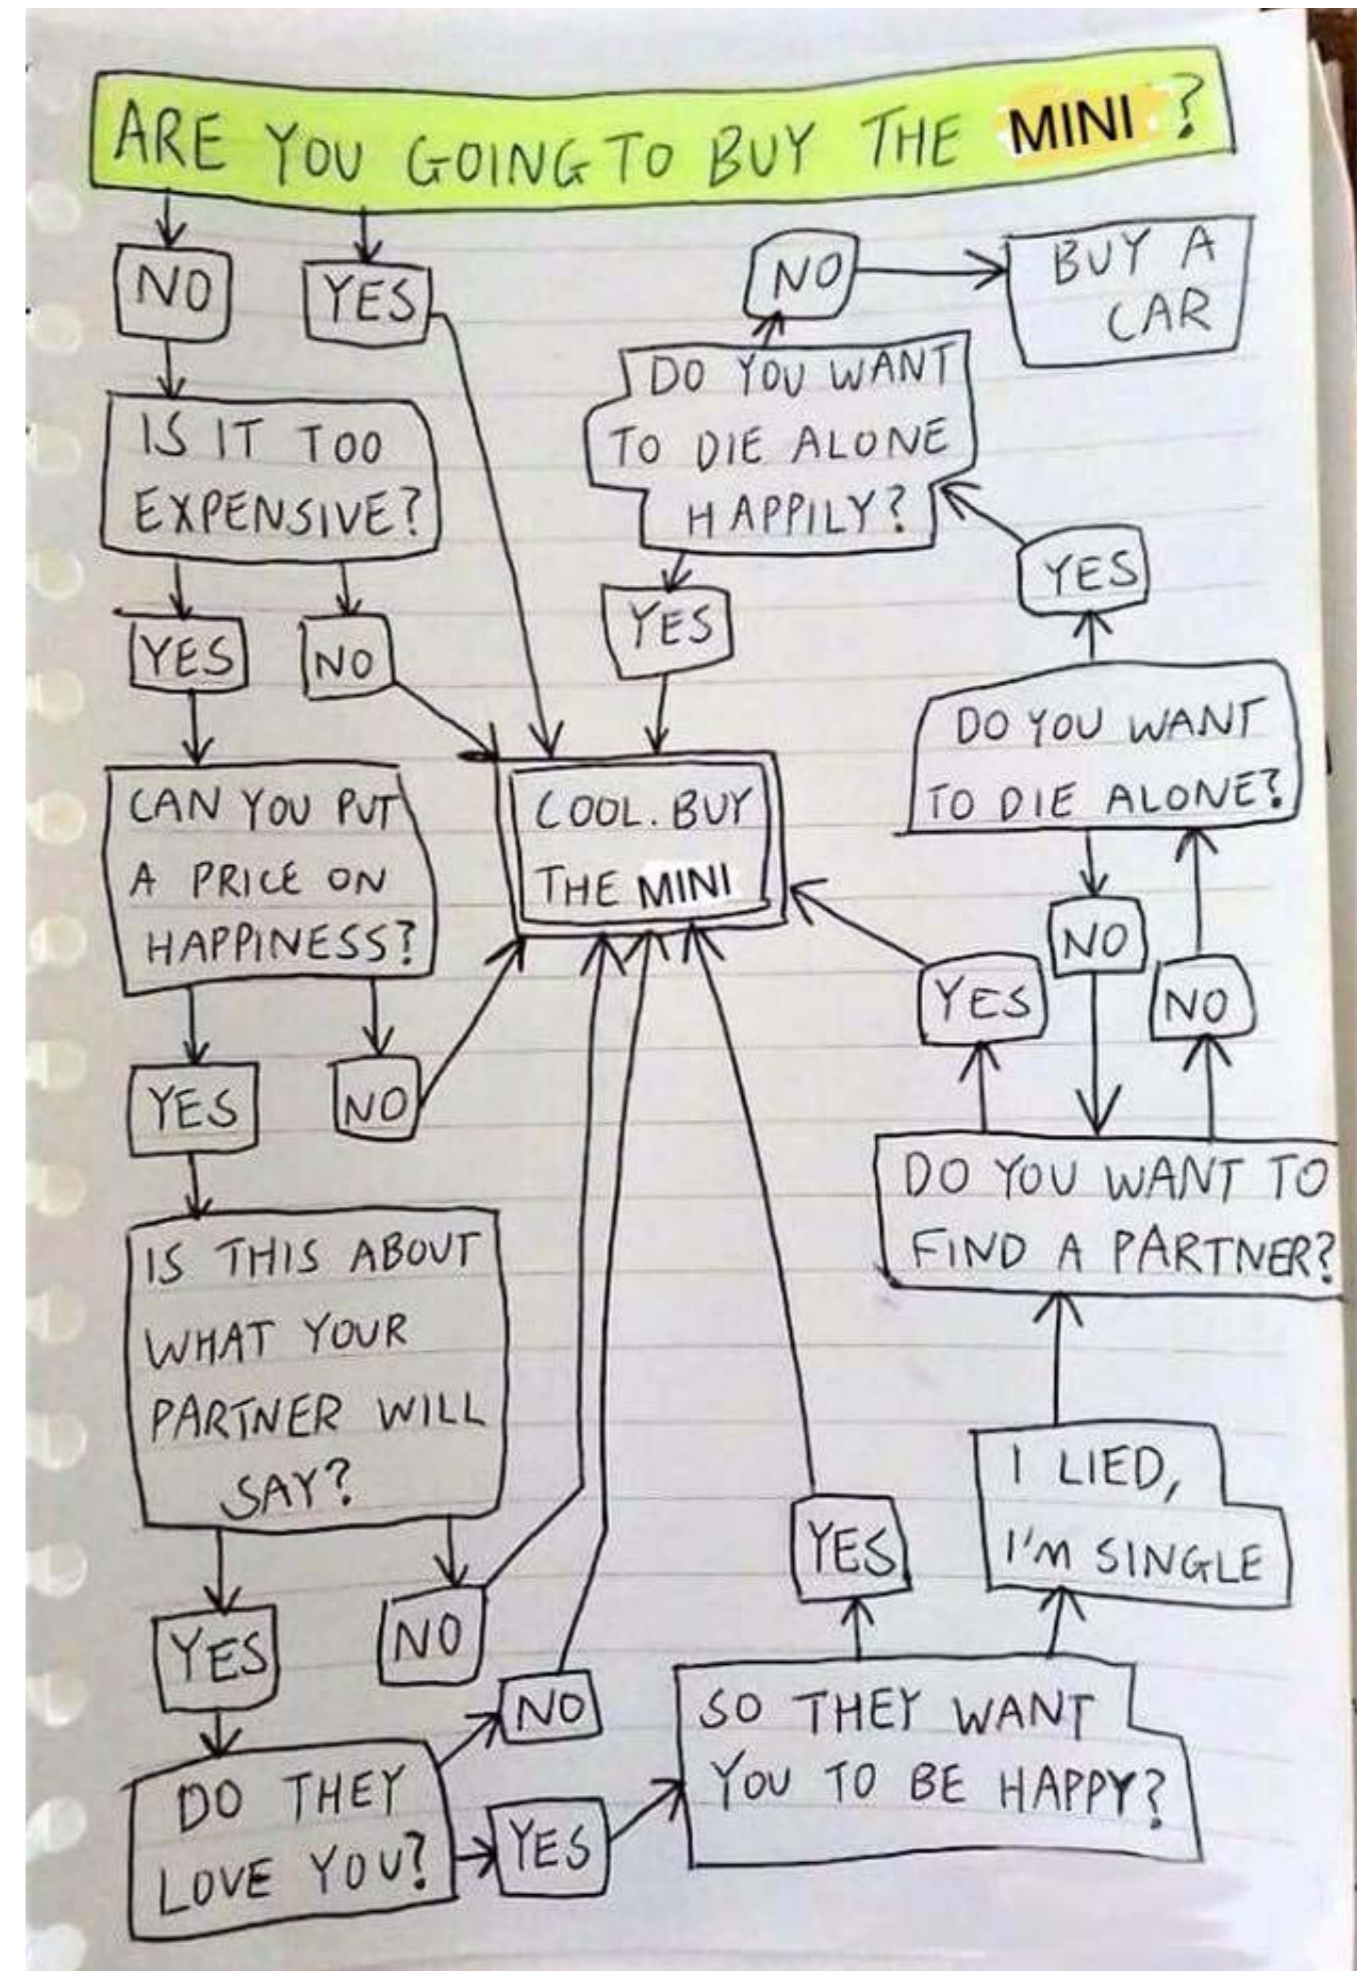 ARE YOU GOING TO BUY THE MINI?
NO
YES
IS IT TOO
EXPENSIVE?
YES
NO
CAN YOU PUT
A PRICE ON
HAPPINESS?
YES
NO
IS THIS ABOUT
WHAT YOUR
PARTNER WILL
SAY?
YES
NO
DO THEY
LOVE YOU?
NO
YES
SO THEY WANT
YOU TO BE HAPPY?
YES
I LIED,
I'M SINGLE
DO YOU WANT TO
FIND A PARTNER?
YES
NO
NO
DO YOU WANT
TO DIE ALONE?
YES
DO YOU WANT
TO DIE ALONE
HAPPILY?
NO
BUY A
CAR
YES
COOL. BUY
THE MINI